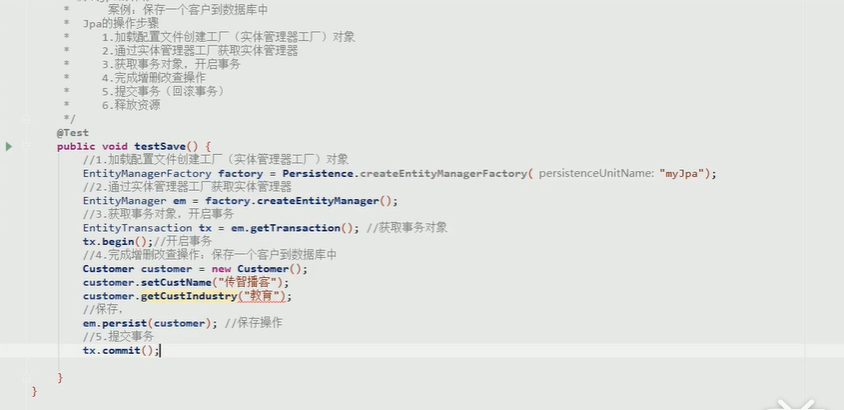 *      案例：保存一个客户到数据库中
*  Jpa的操作步骤
*     1.加载配置文件创建工厂（实体管理器工厂）对象
*     2.通过实体管理器工厂获取实体管理器
*     3.获取事务对象，开启事务
*     4.完成增删改查操作
*     5.提交事务（回滚事务）
*     6.释放资源
*/
@Test
public void testSave() {
//1.加载配置文件创建工厂（实体管理器工厂）对象
EntityManagerFactory factory = Persistence.createEntityManagerFactory( persistenceUnitName: "myJpa");
//2.通过实体管理器工厂获取实体管理器
EntityManager em = factory.createEntityManager();
//3.获取事务对象，开启事务
EntityTransaction tx = em.getTransaction(); //获取事务对象
tx.begin();//开启事务
//4.完成增删改查操作：保存一个客户到数据库中
Customer customer = new Customer();
customer.setCustName("传智播客");
customer.getCustIndustry("教育");
//保存，
em.persist(customer); //保存操作
//5.提交事务
tx.commit();
}
}